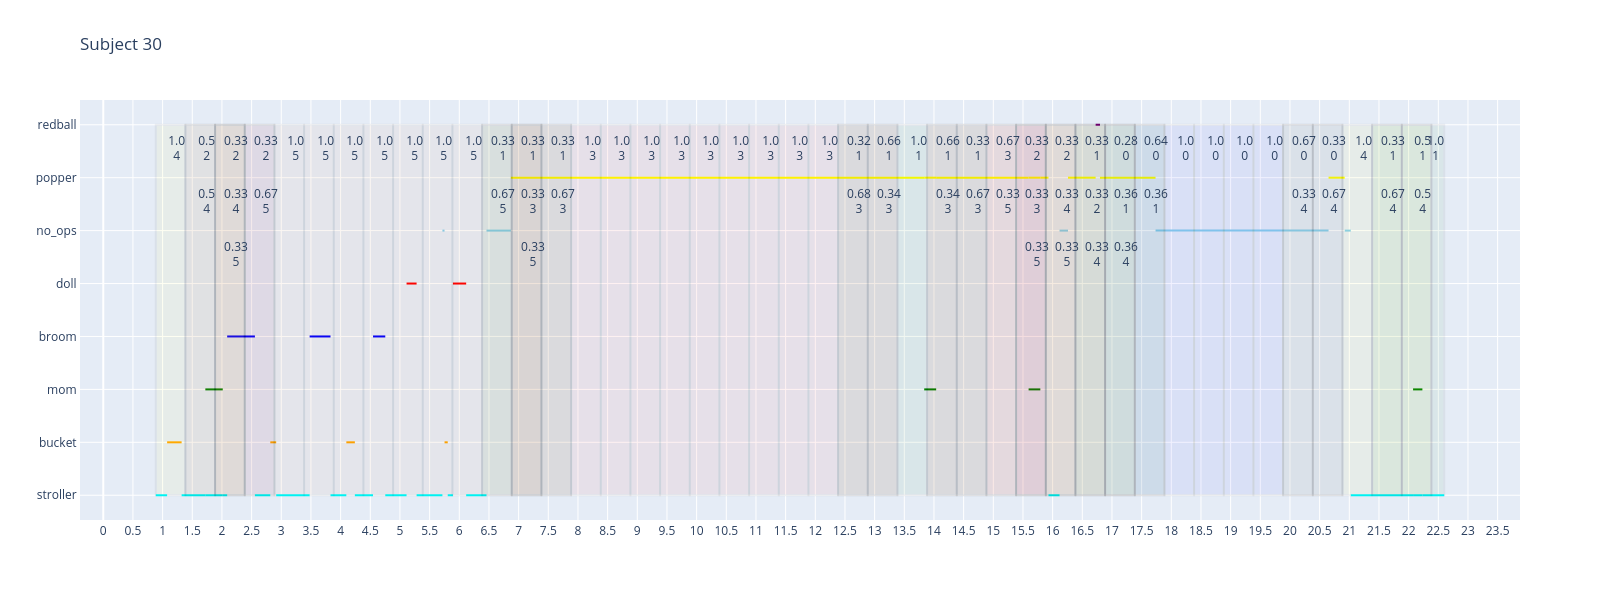 Subject 30
redball
1.0 0.5 0.33 0.33 1.0 1.0 1.0 1.0 1.0 1.0 1.0 0.33 0.33 0.33 1.0 1.0 1.0 1.0 1.0 1.0 1.0 1.0 1.0 0.32 0.66 1.0 0.66 0.33 0.67 0.33 0.33 0.33 0.28 0.64 1.0 1.0 1.0 1.0 0.67 0.33 1.0 0.33 0.5 1.0
4 2 2 2 5 5 5 5 5 5 5 1 1 1 3 3 3 3 3 3 3 3 3 1 1 1 1 1 3 2 2 1 0 0 0 0 0 0 0 0 4 1 1 1
popper
0.5 0.33 0.67 0.67 0.33 0.67 0.68 0.34 0.34 0.67 0.33 0.33 0.33 0.33 0.36 0.36 0.33 0.67 0.67 0.5
4 4 5 5 3 3 3 3 3 3 5 3 4 2 1 1 4 4 4 4
no_ops
0.33 0.33 0.33 0.33 0.33 0.36
5 5 5 5 4 4
doll
broom
mom
bucket
stroller
0 0.5 1 1.5 2 2.5 3 3.5 4 4.5 5 5.5 6 6.5 7 7.5 8 8.5 9 9.5 10 10.5 11 11.5 12 12.5 13 13.5 14 14.5 15 15.5 16 16.5 17 17.5 18 18.5 19 19.5 20 20.5 21 21.5 22 22.5 23 23.5